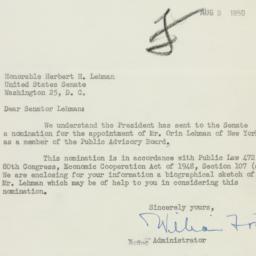 AUG 3 1950
Honorable Herbert H. Lehman
United States Senate
Washington 25, D. C.
Dear Senator Lehman:
We understand the President has sent to the Senate
a nomination for the appointment of Mr. Orin Lehman of New York
as a member of the Public Advisory Board.
This nomination is in accordance with Public Law 472
80th Congress, Economic Cooperation Act of 1948, Section 107 (
We are enclosing for your information a biographical sketch of
Mr. Lehman which may be of help to you in considering this
nomination.
Sincerely yours,
William
Administrator